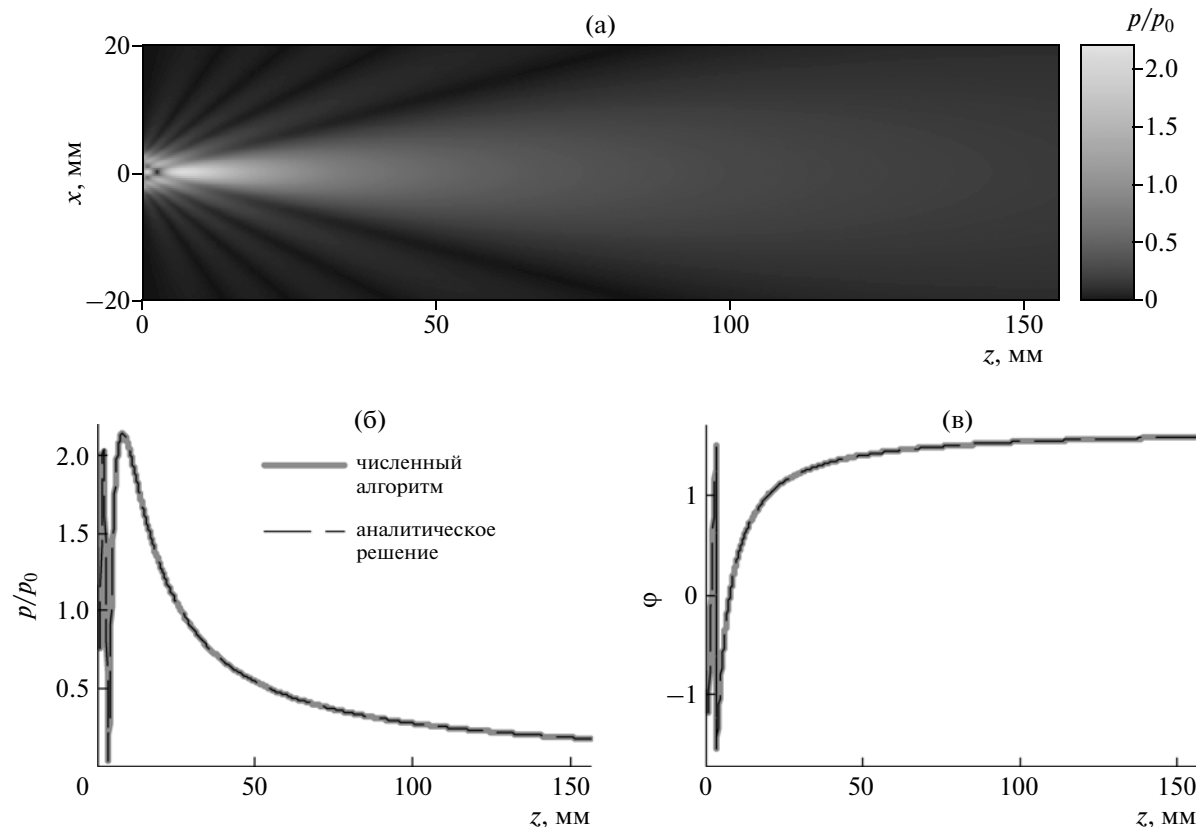 (а)
p/p0
20
0
−20
x, мм
0
50
100
150
z, мм
2.0
1.5
1.0
0.5
0
(б)
p/p0
2.0
1.5
1.0
0.5
0
50
100
150
z, мм
численный
алгоритм
аналитическое
решение
(в)
φ
1
0
−1
0
50
100
150
z, мм